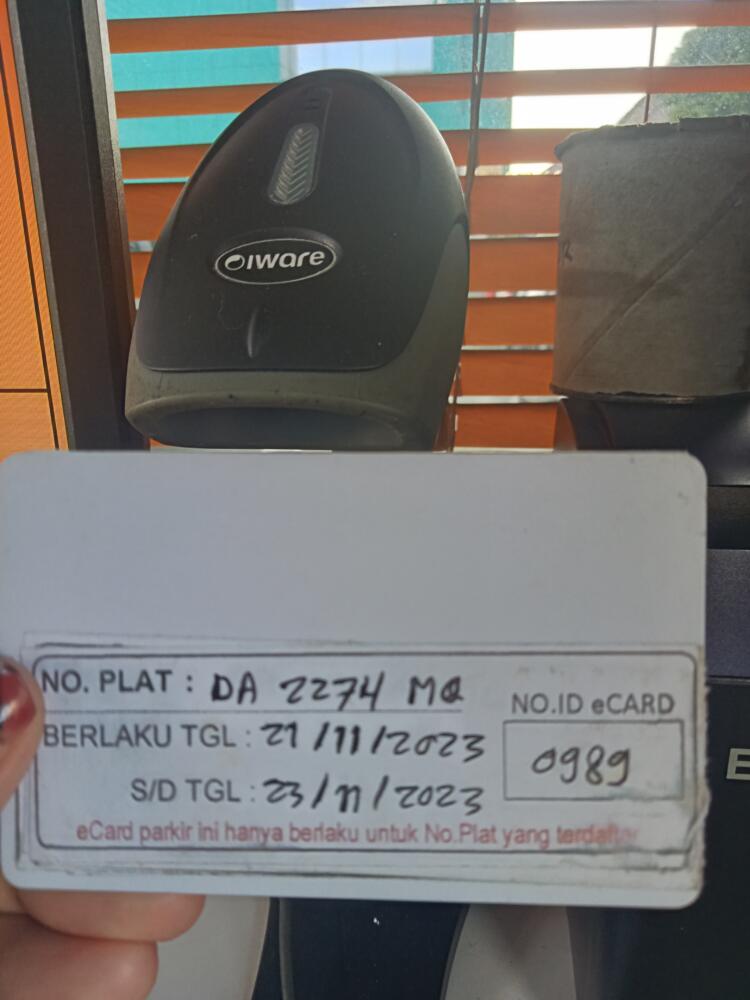 iware
NO. PLAT : DA 2274 MQ
NO.ID eCARD
BERLAKU TGL : 21/11/2023
0989
S/D TGL : 23/11/2023
eCard parkir ini hanya berlaku untuk No.Plat yang terdaftar
E